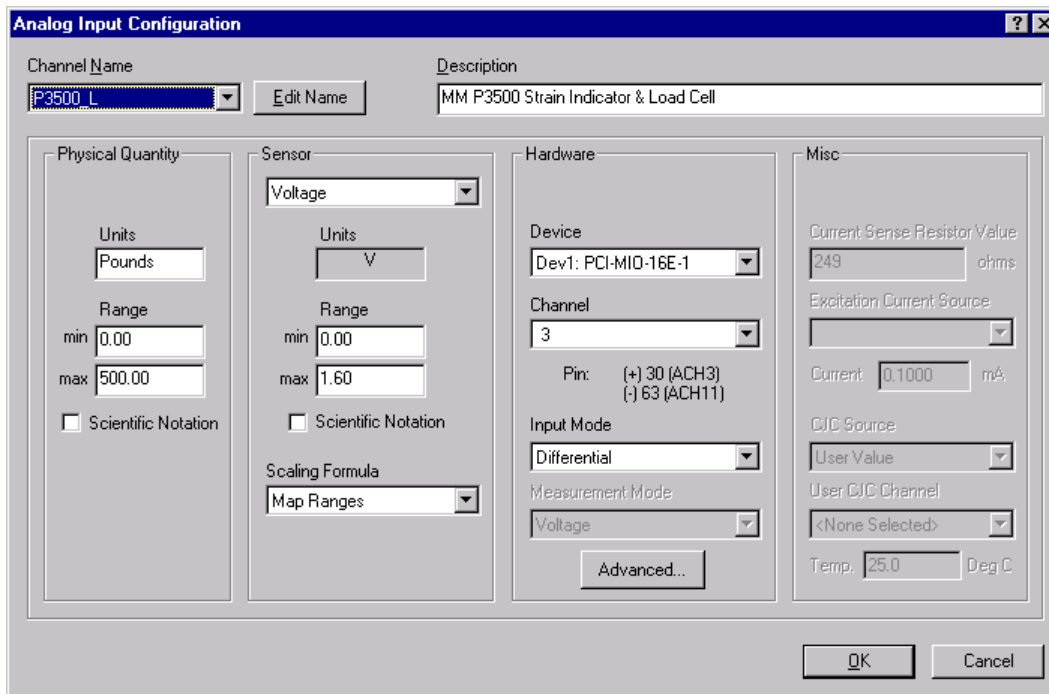 Analog Input Configuration
Channel Name
Description
P3500_L
Edit Name
MM P3500 Strain Indicator & Load Cell
Physical Quantity
Units
Pounds
Range
min 0.00
max 500.00
Scientific Notation
Sensor
Voltage
Units
V
Range
min 0.00
max 1.60
Scientific Notation
Scaling Formula
Map Ranges
Hardware
Device
Dev1: PCI-MIO-16E-1
Channel
3
Pin: (+) 30 (ACH3)
(-) 63 (ACH11)
Input Mode
Differential
Measurement Mode
Voltage
Advanced...
Misc
Current Sense Resistor Value
249 ohms
Excitation Current Source
Current 0.1000 mA
CJC Source
User Value
User CJC Channel
<None Selected>
Temp. 25.0 Deg C
OK
Cancel